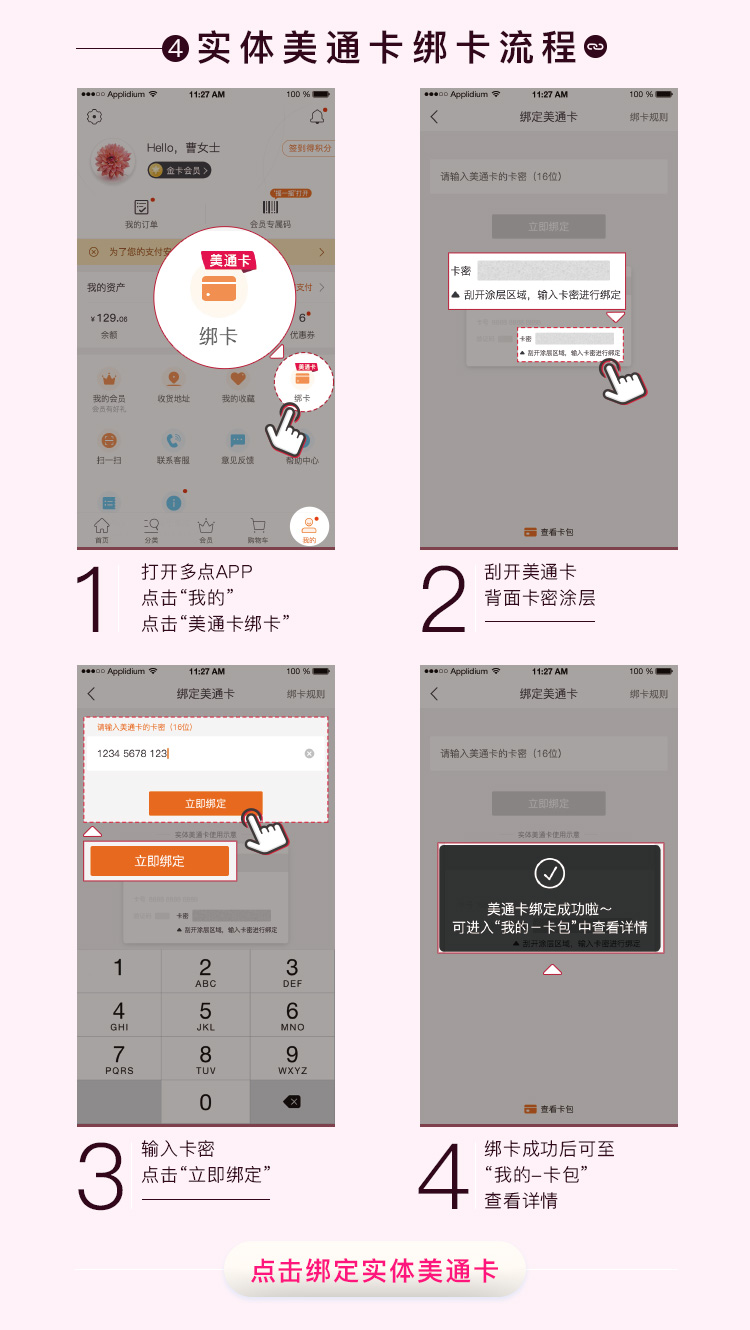 4 实体美通卡绑卡流程
Applidium 11:27 AM 100 %
Hello，曹女士
签到得积分
金卡会员
"摇一摇"打开
我的订单 会员专属码
为了您的支付安
美通卡
绑卡
我的资产 支付
¥129.06 6
余额 优惠券
美通卡
我的会员 收货地址 我的收藏 绑卡
会员有好礼
扫一扫 联系客服 意见反馈 帮助中心
首页 分类 会员 购物车 我的
1
打开多点APP
点击“我的”
点击“美通卡绑卡”
Applidium 11:27 AM 100 %
绑定美通卡 绑卡规则
请输入美通卡的卡密（16位）
立即绑定
卡密
刮开涂层区域，输入卡密进行绑定
卡密
刮开涂层区域，输入卡密进行绑定
查看卡包
2
刮开美通卡
背面卡密涂层
Applidium 11:27 AM 100 %
绑定美通卡 绑卡规则
请输入美通卡的卡密（16位）
1234 5678 123
立即绑定
实体美通卡使用示意
立即绑定
卡密
刮开涂层区域，输入卡密进行绑定
1 2 3
ABC DEF
4 5 6
GHI JKL MNO
7 8 9
PQRS TUV WXYZ
0
3
输入卡密
点击“立即绑定”
Applidium 11:27 AM 100 %
绑定美通卡 绑卡规则
请输入美通卡的卡密（16位）
立即绑定
实体美通卡使用示意
美通卡绑定成功啦～
可进入“我的－卡包”中查看详情
刮开涂层区域，输入卡密进行绑定
查看卡包
4
绑卡成功后可至
“我的–卡包”
查看详情
点击绑定实体美通卡